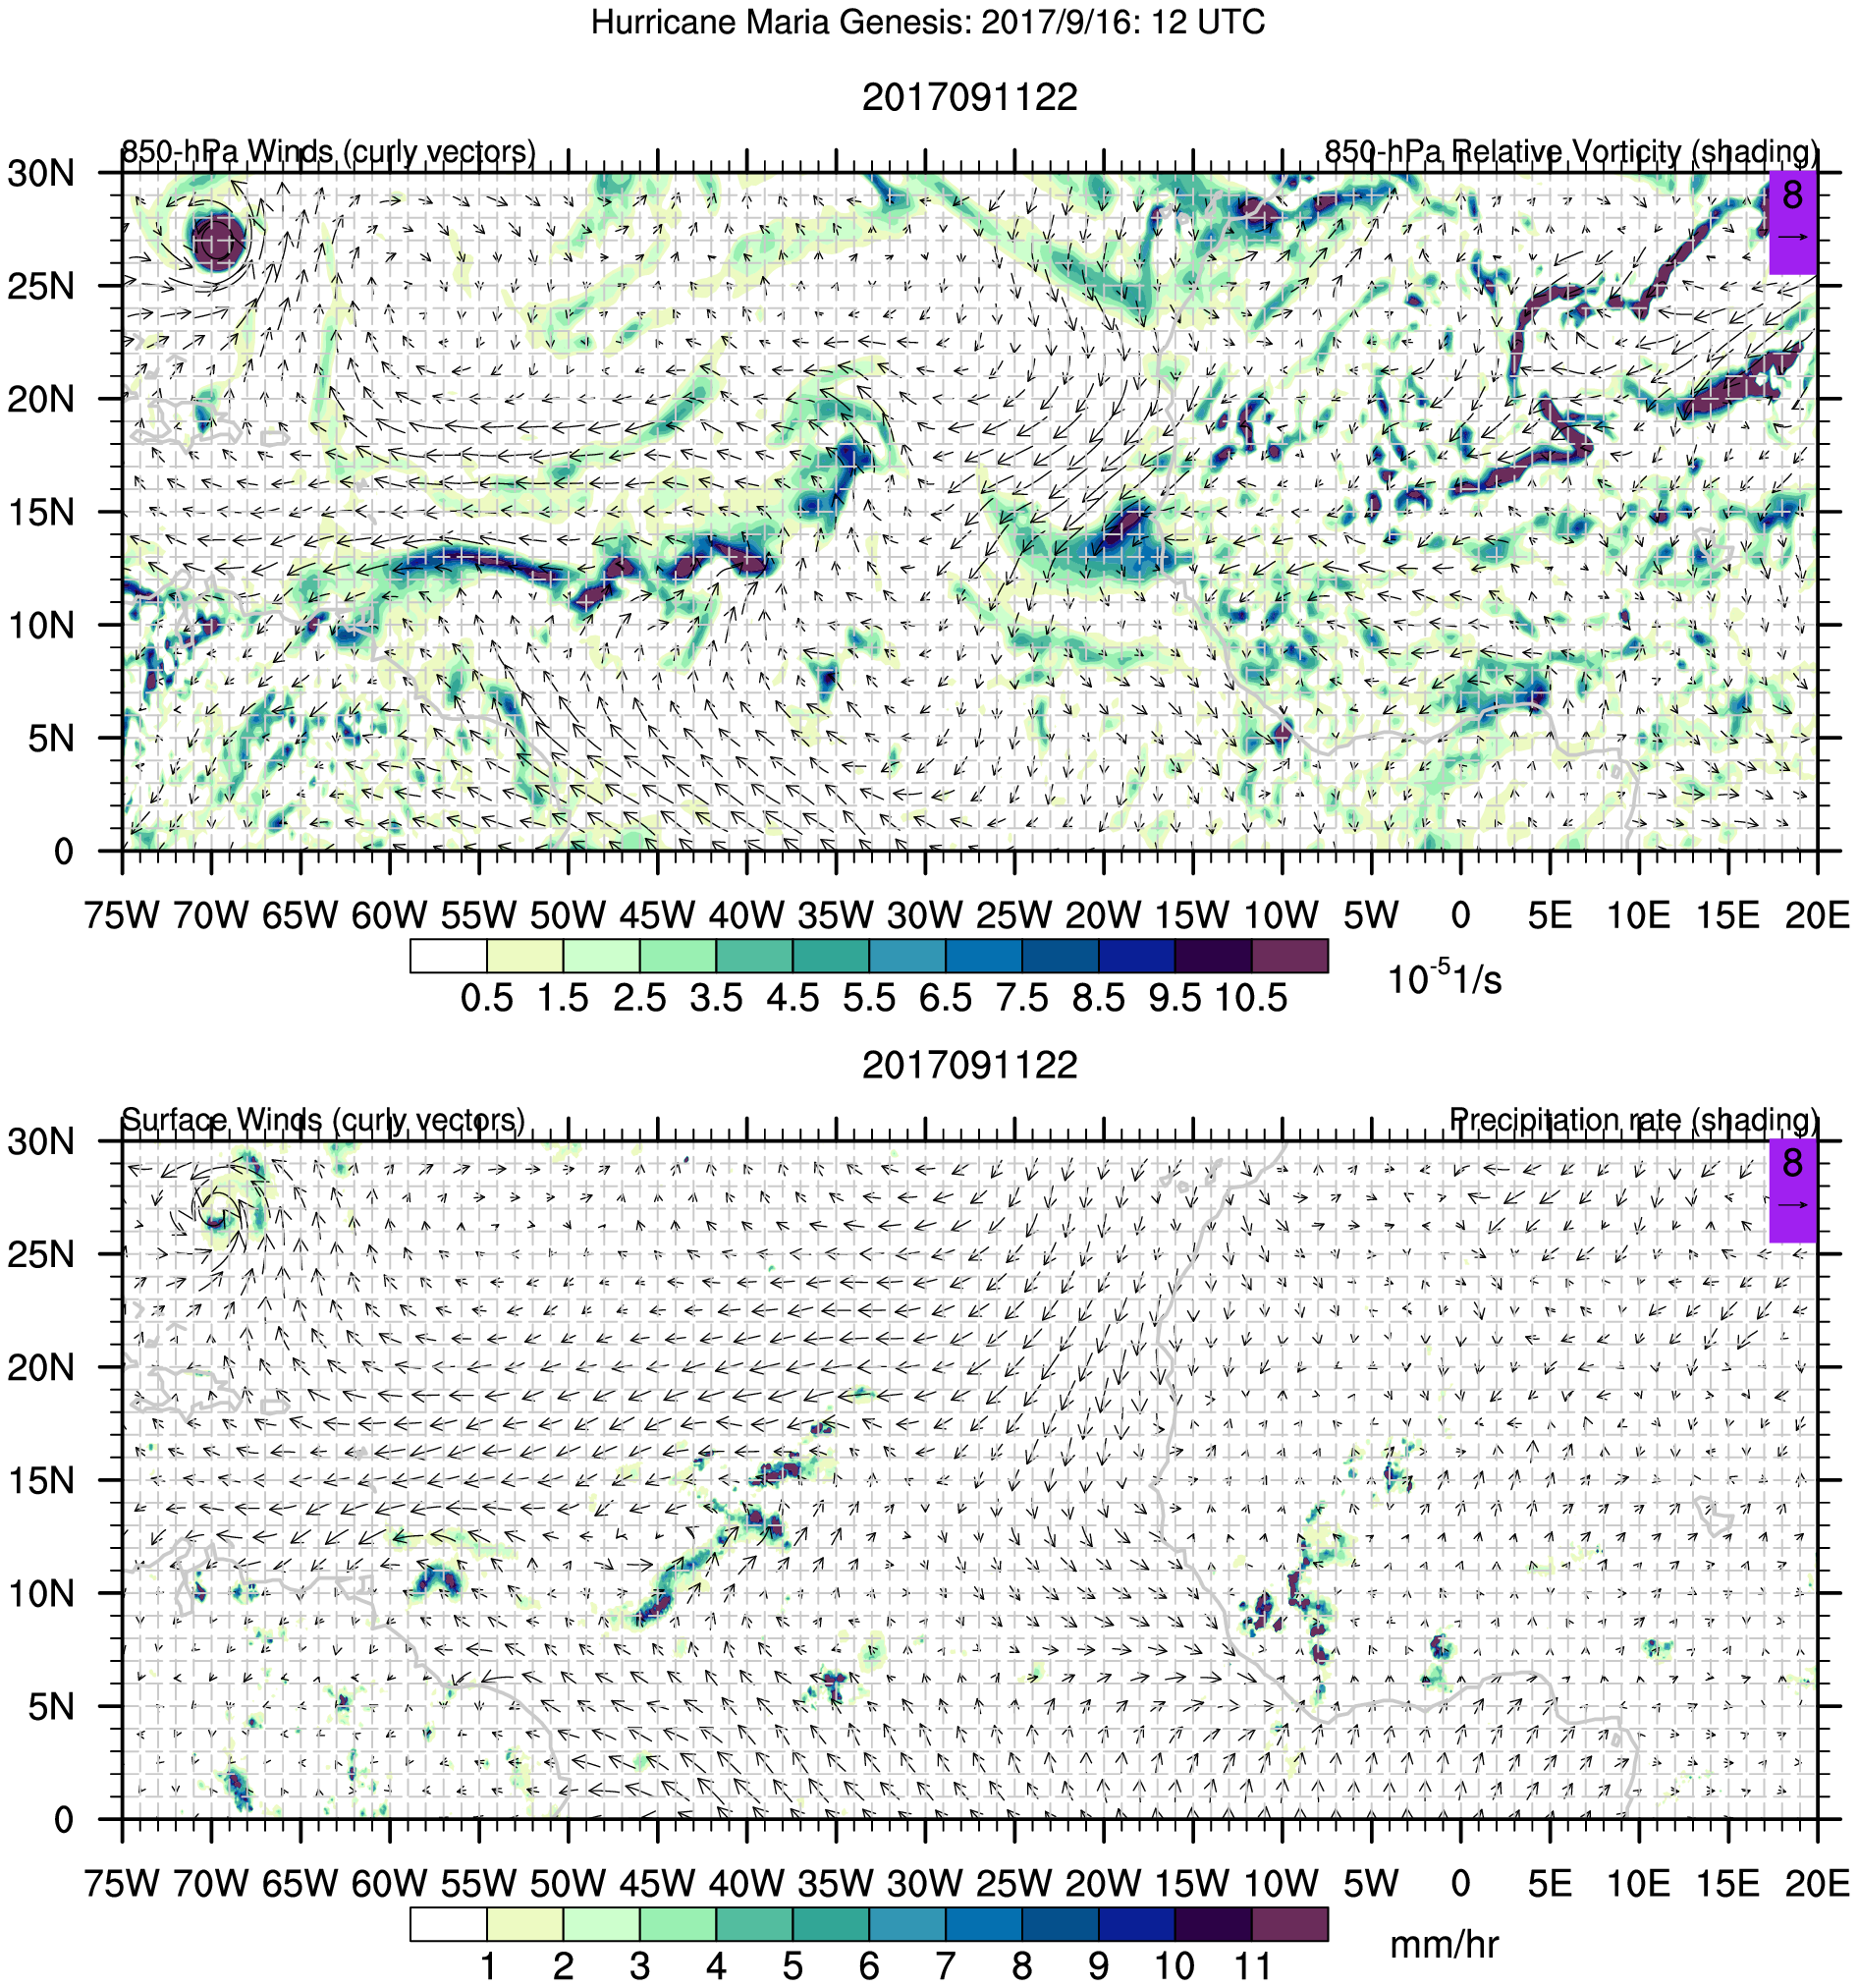 Hurricane Maria Genesis: 2017/9/16: 12 UTC
2017091122
850-hPa Winds (curly vectors) 850-hPa Relative Vorticity (shading)
30N
25N
20N
15N
10N
5N
0
8
75W 70W 65W 60W 55W 50W 45W 40W 35W 30W 25W 20W 15W 10W 5W 0 5E 10E 15E 20E
0.5 1.5 2.5 3.5 4.5 5.5 6.5 7.5 8.5 9.5 10.5
10⁻⁵1/s
2017091122
Surface Winds (curly vectors) Precipitation rate (shading)
30N
25N
20N
15N
10N
5N
0
8
75W 70W 65W 60W 55W 50W 45W 40W 35W 30W 25W 20W 15W 10W 5W 0 5E 10E 15E 20E
1 2 3 4 5 6 7 8 9 10 11
mm/hr